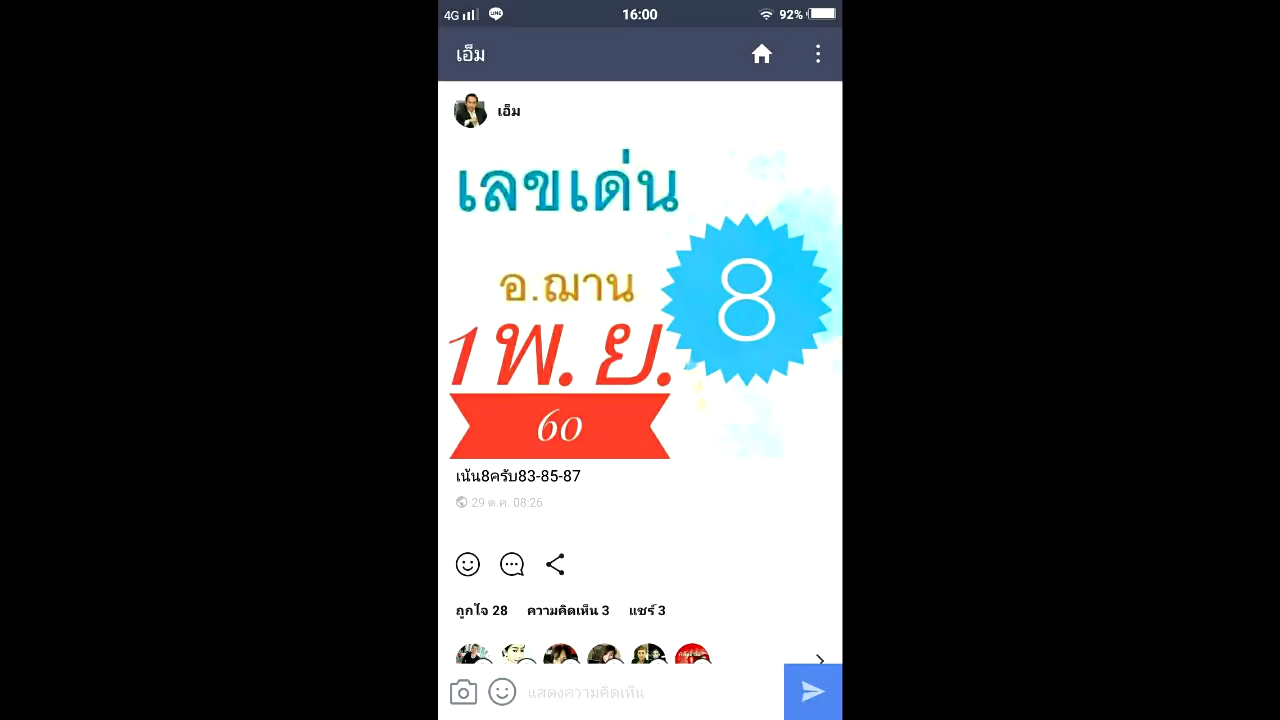 4G LINE 16:00 92%
เอ็ม
เอ็ม
เลขเด่น
อ.ฌาน
8
1 พ.ย.
60
เน้น8ครับ83-85-87
29 ต.ค. 08:26
ถูกใจ 28 ความคิดเห็น 3 แชร์ 3
แสดงความคิดเห็น